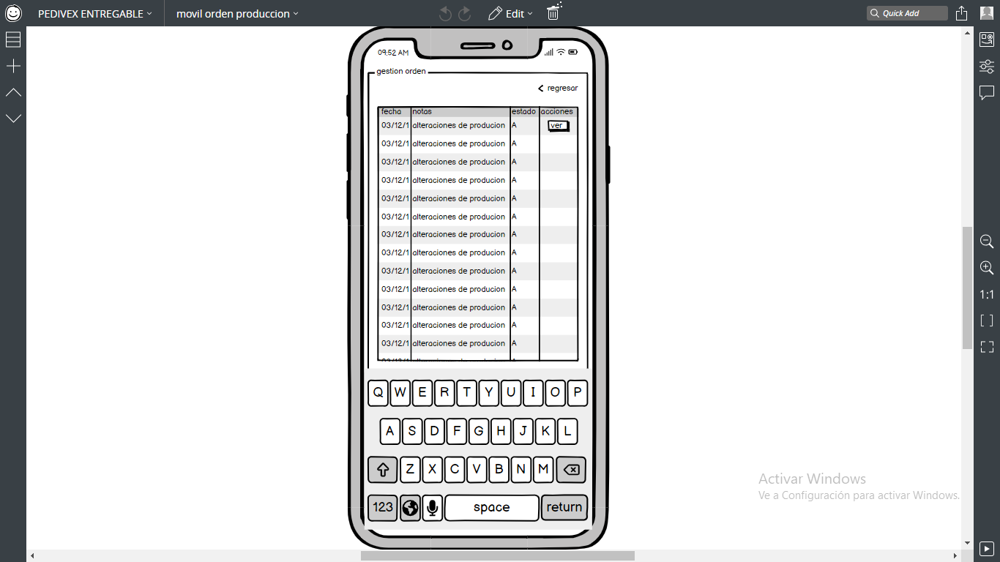 PEDIVEX ENTREGABLE movil orden produccion Edit Quick Add
09:52 AM
gestion orden
regresar
fecha notas estado acciones
03/12/1 alteraciones de producion A ver
03/12/1 alteraciones de producion A
03/12/1 alteraciones de producion A
03/12/1 alteraciones de producion A
03/12/1 alteraciones de producion A
03/12/1 alteraciones de producion A
03/12/1 alteraciones de producion A
03/12/1 alteraciones de producion A
03/12/1 alteraciones de producion A
03/12/1 alteraciones de producion A
03/12/1 alteraciones de producion A
03/12/1 alteraciones de producion A
03/12/1 alteraciones de producion A
Q W E R T Y U I O P
A S D F G H J K L
Z X C V B N M
123 space return
1:1
Activar Windows
Ve a Configuración para activar Windows.